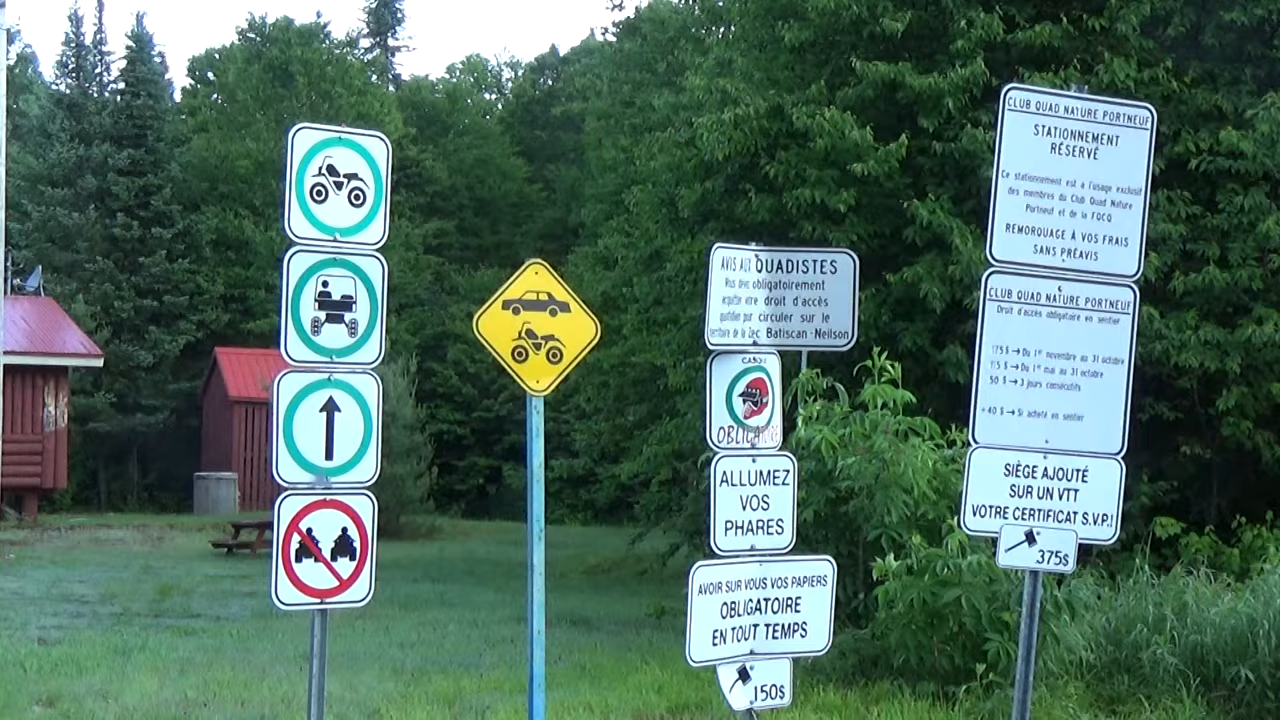 AVIS AUX QUADISTES
Vous devez obligatoirement
acquitter votre droit d'accès
quotidien pour circuler sur le
territoire de la Zec Batiscan-Neilson
CASQUE
OBLIGATOIRE
ALLUMEZ
VOS
PHARES
AVOIR SUR VOUS VOS PAPIERS
OBLIGATOIRE
EN TOUT TEMPS
150$
CLUB QUAD NATURE PORTNEUF
STATIONNEMENT
RÉSERVÉ
Ce stationnement est à l'usage exclusif
des membres du Club Quad Nature
Portneuf et de la FQCQ
REMORQUAGE À VOS FRAIS
SANS PRÉAVIS
CLUB QUAD NATURE PORTNEUF
Droit d'accès obligatoire en sentier
175 $ → Du 1er novembre au 31 octobre
115 $ → Du 1er mai au 31 octobre
50 $ → 3 jours consécutifs
+40 $ → Si acheté en sentier
SIÈGE AJOUTÉ
SUR UN VTT
VOTRE CERTIFICAT S.V.P.!
375$